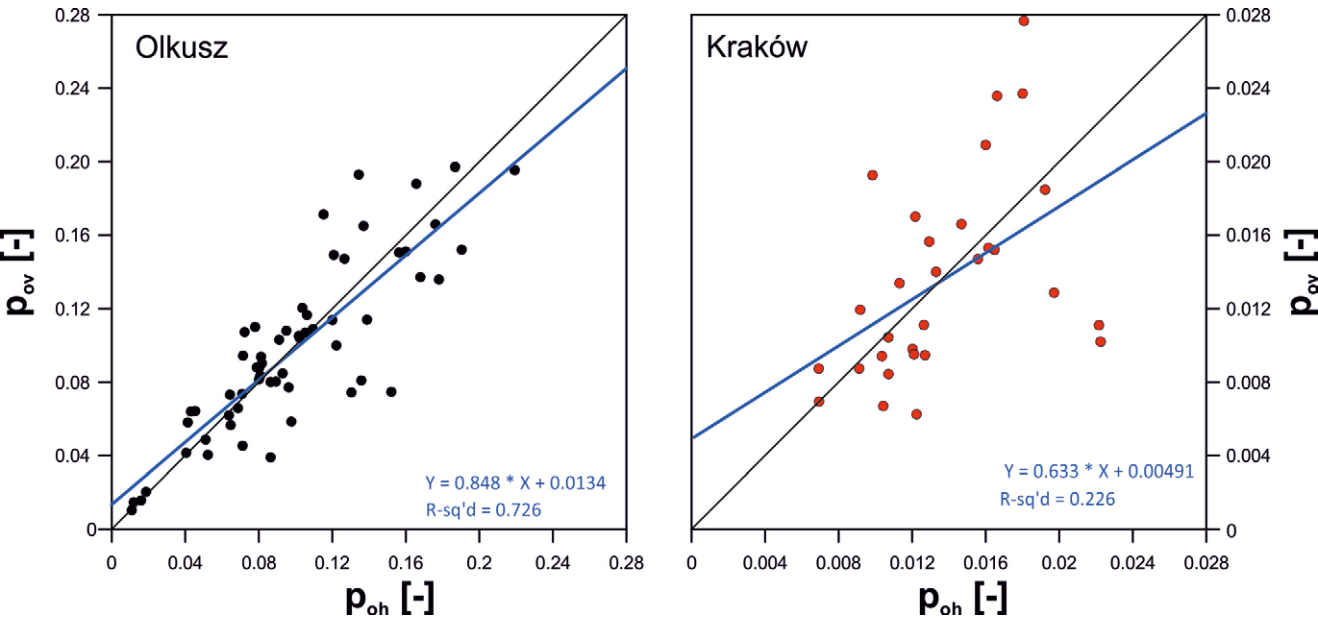 Olkusz
0.28
0.24
0.20
0.16
0.12
0.08
0.04
0
pov [-]
Y = 0.848 * X + 0.0134
R-sq'd = 0.726
0 0.04 0.08 0.12 0.16 0.2 0.24 0.28
poh [-]
Kraków
0.028
0.024
0.020
0.016
0.012
0.008
0.004
0
pov [-]
Y = 0.633 * X + 0.00491
R-sq'd = 0.226
0 0.004 0.008 0.012 0.016 0.02 0.024 0.028
poh [-]